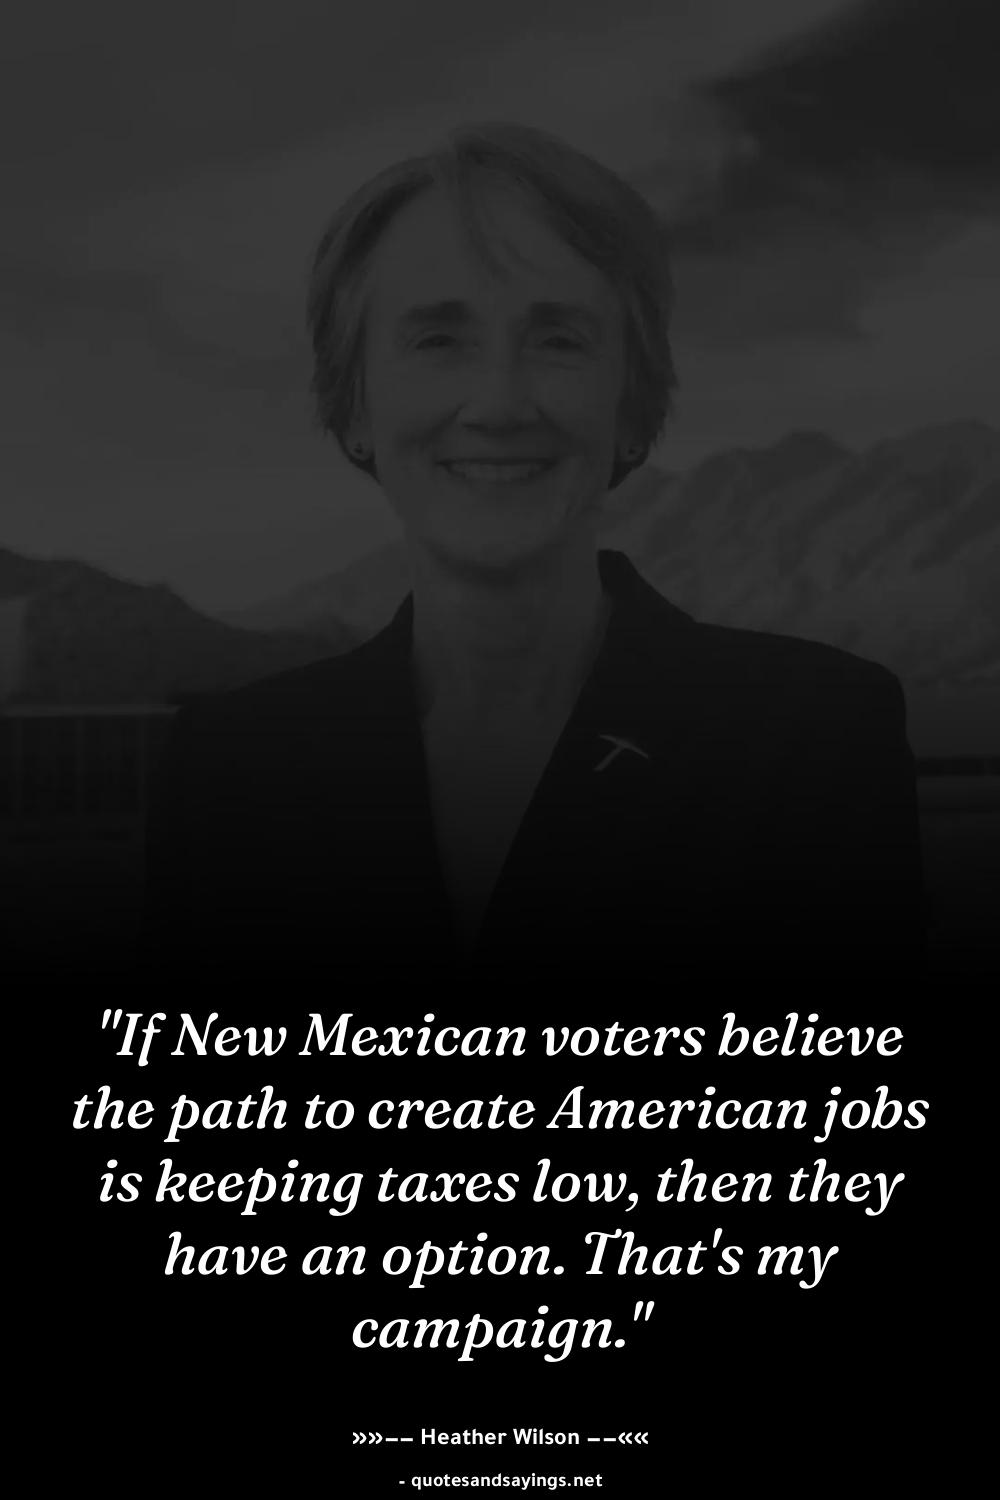 "If New Mexican voters believe
the path to create American jobs
is keeping taxes low, then they
have an option. That's my
campaign."
»»−− Heather Wilson −−««
- quotesandsayings.net